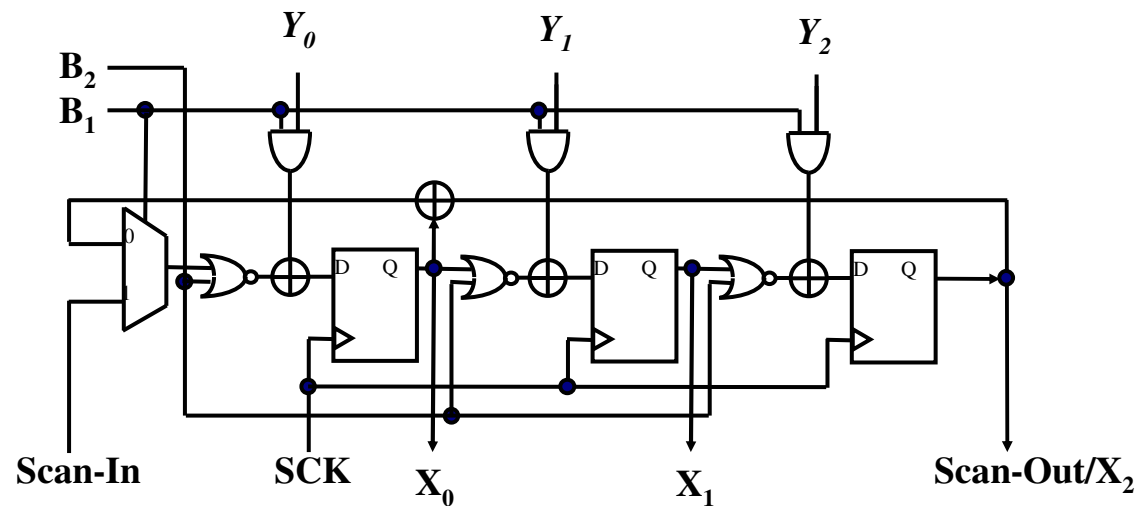 Y₀ Y₁ Y₂
B₂
B₁
0
1
D Q
D Q
D Q
Scan-In SCK X₀ X₁ Scan-Out/X₂